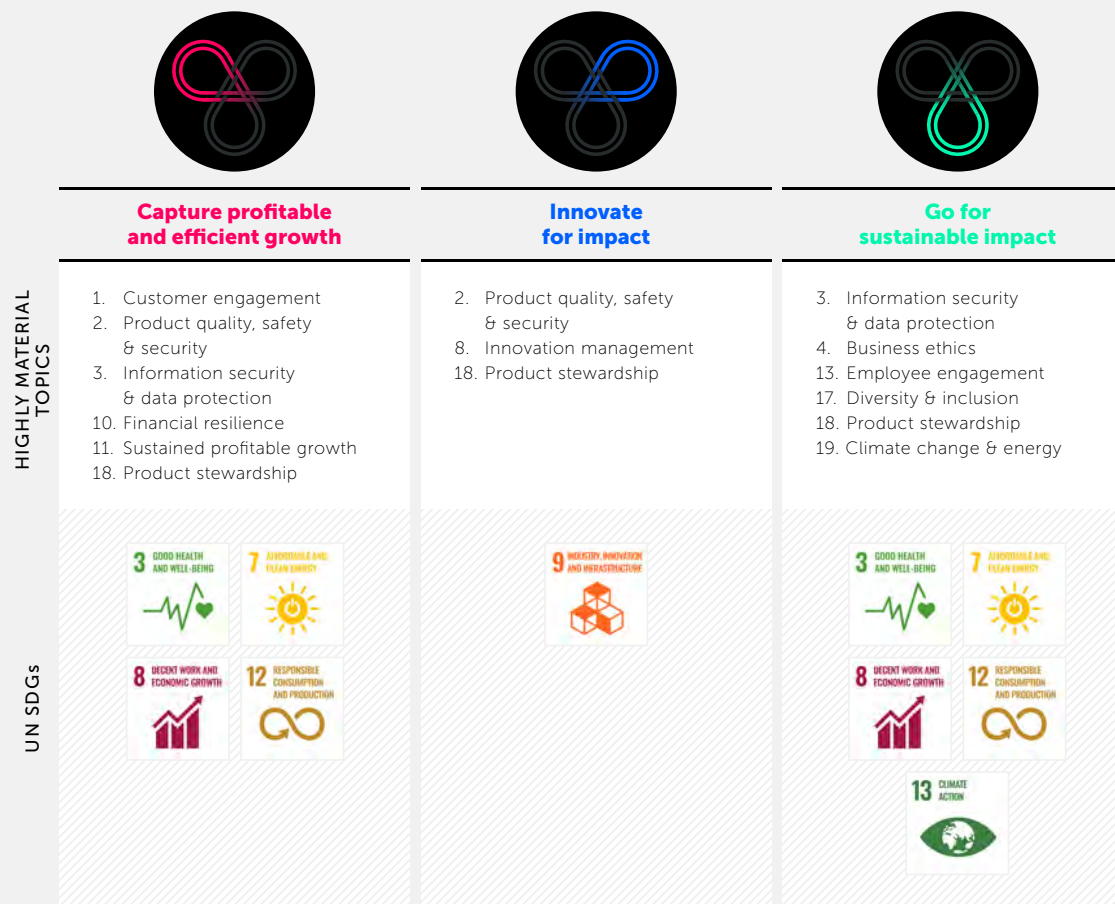 Capture profitable
and efficient growth
Innovate
for impact
Go for
sustainable impact
HIGHLY MATERIAL
TOPICS
1. Customer engagement
2. Product quality, safety
& security
3. Information security
& data protection
10. Financial resilience
11. Sustained profitable growth
18. Product stewardship
2. Product quality, safety
& security
8. Innovation management
18. Product stewardship
3. Information security
& data protection
4. Business ethics
13. Employee engagement
17. Diversity & inclusion
18. Product stewardship
19. Climate change & energy
UN SDGs
3 GOOD HEALTH
AND WELL-BEING
7 AFFORDABLE AND
CLEAN ENERGY
8 DECENT WORK AND
ECONOMIC GROWTH
12 RESPONSIBLE
CONSUMPTION
AND PRODUCTION
9 INDUSTRY, INNOVATION
AND INFRASTRUCTURE
3 GOOD HEALTH
AND WELL-BEING
7 AFFORDABLE AND
CLEAN ENERGY
8 DECENT WORK AND
ECONOMIC GROWTH
12 RESPONSIBLE
CONSUMPTION
AND PRODUCTION
13 CLIMATE
ACTION